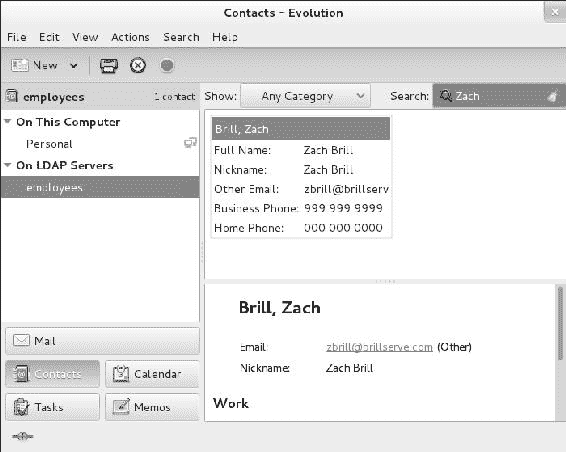 Contacts – Evolution
File Edit View Actions Search Help
New
employees 1 contact
Show: Any Category Search: Zach
On This Computer
Personal
On LDAP Servers
employees
Brill, Zach
Full Name: Zach Brill
Nickname: Zach Brill
Other Email: zbrill@brillserv
Business Phone: 999 999 9999
Home Phone: 000 000 0000
Brill, Zach
Email: zbrill@brillserve.com (Other)
Nickname: Zach Brill
Work
Mail
Contacts Calendar
Tasks Memos